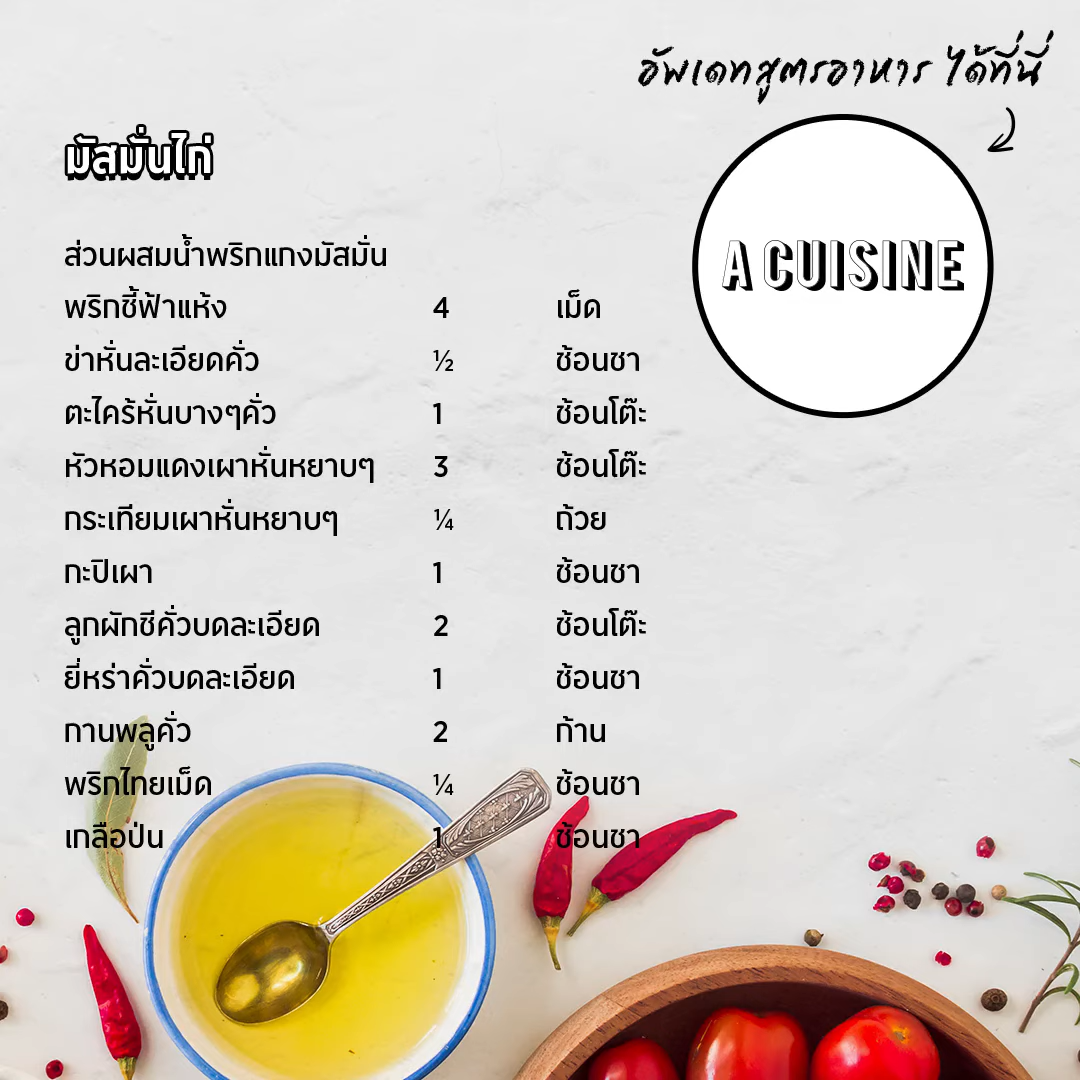 อัพเดทสูตรอาหาร ได้ที่นี่
A CUISINE
มัสมั่นไก่
ส่วนผสมน้ำพริกแกงมัสมั่น
พริกชี้ฟ้าแห้ง 4 เม็ด
ข่าหั่นละเอียดคั่ว ½ ช้อนชา
ตะไคร้หั่นบางๆคั่ว 1 ช้อนโต๊ะ
หัวหอมแดงเผาหั่นหยาบๆ 3 ช้อนโต๊ะ
กระเทียมเผาหั่นหยาบๆ ¼ ถ้วย
กะปิเผา 1 ช้อนชา
ลูกผักชีคั่วบดละเอียด 2 ช้อนโต๊ะ
ยี่หร่าคั่วบดละเอียด 1 ช้อนชา
กานพลูคั่ว 2 ก้าน
พริกไทยเม็ด ¼ ช้อนชา
เกลือป่น 1 ช้อนชา